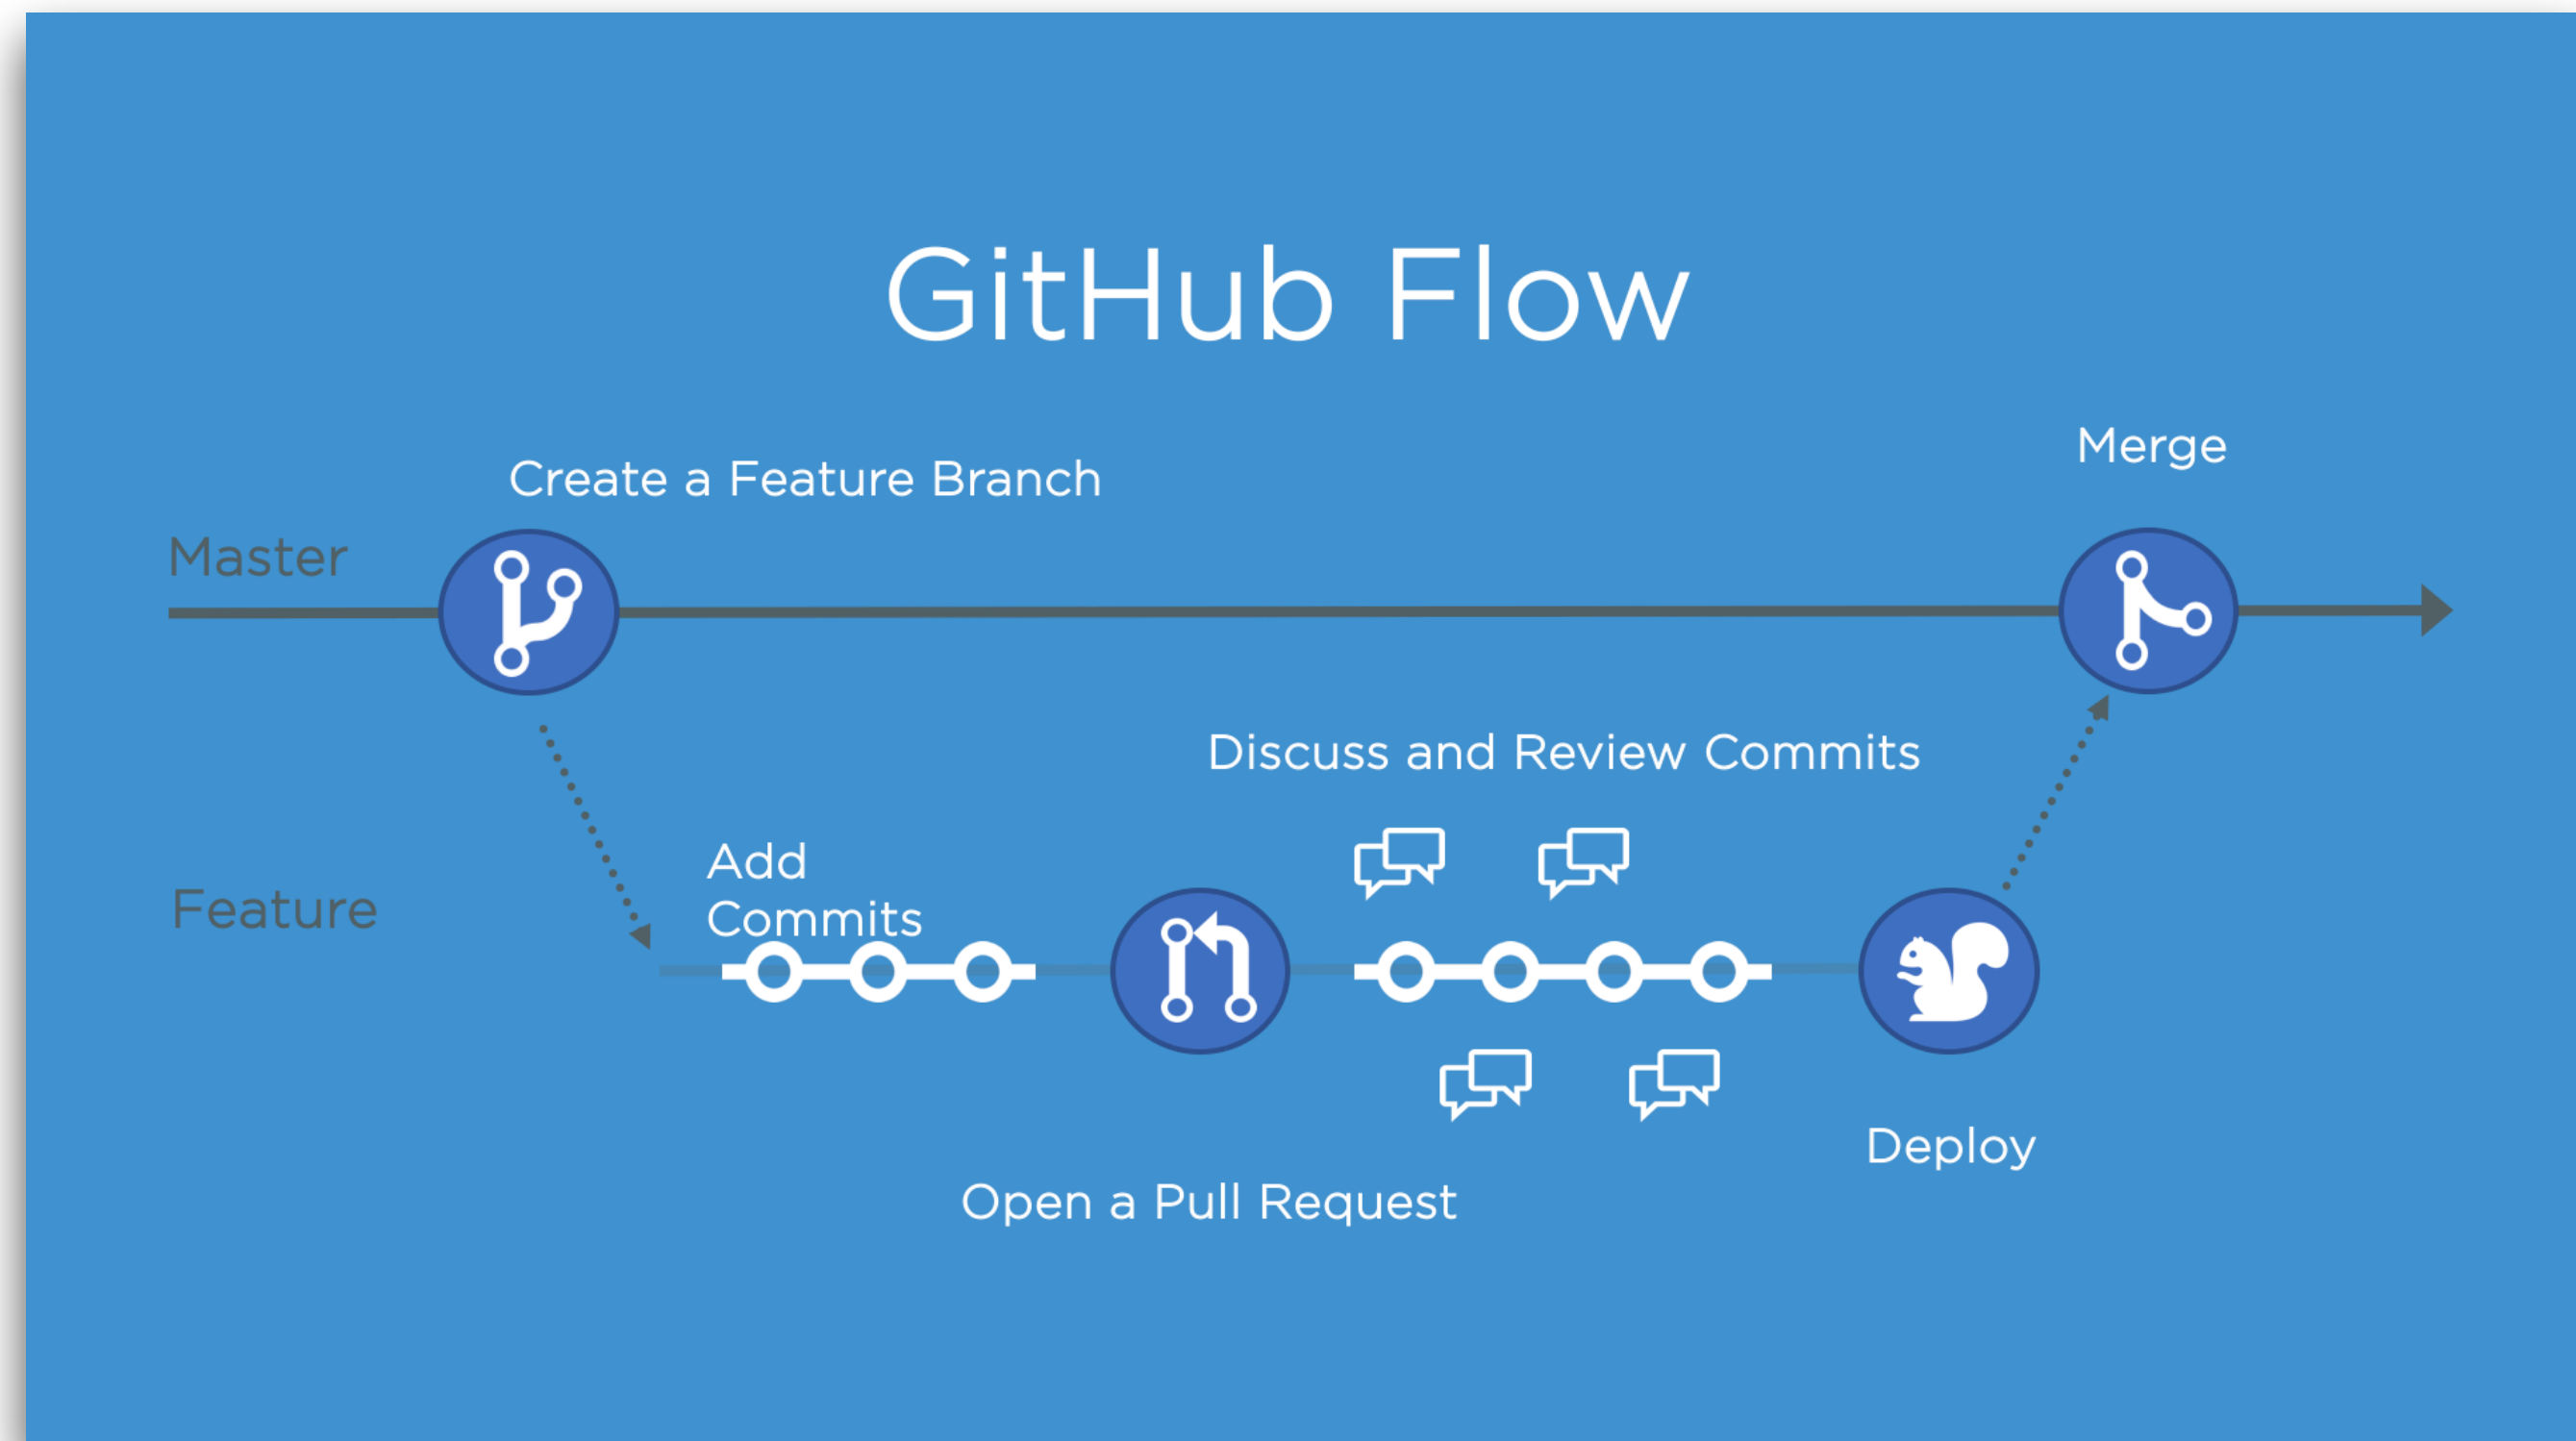 GitHub Flow
Create a Feature Branch
Merge
Master
Discuss and Review Commits
Add
Commits
Feature
Deploy
Open a Pull Request